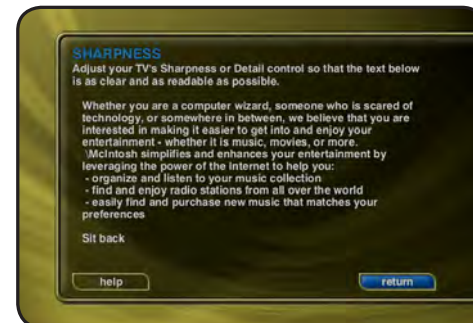 SHARPNESS
Adjust your TV's Sharpness or Detail control so that the text below
is as clear and as readable as possible.
Whether you are a computer wizard, someone who is scared of
technology, or somewhere in between, we believe that you are
interested in making it easier to get into and enjoy your
entertainment - whether it is music, movies, or more.
\McIntosh simplifies and enhances your entertainment by
leveraging the power of the Internet to help you:
- organize and listen to your music collection
- find and enjoy radio stations from all over the world
- easily find and purchase new music that matches your
preferences
Sit back
help
return